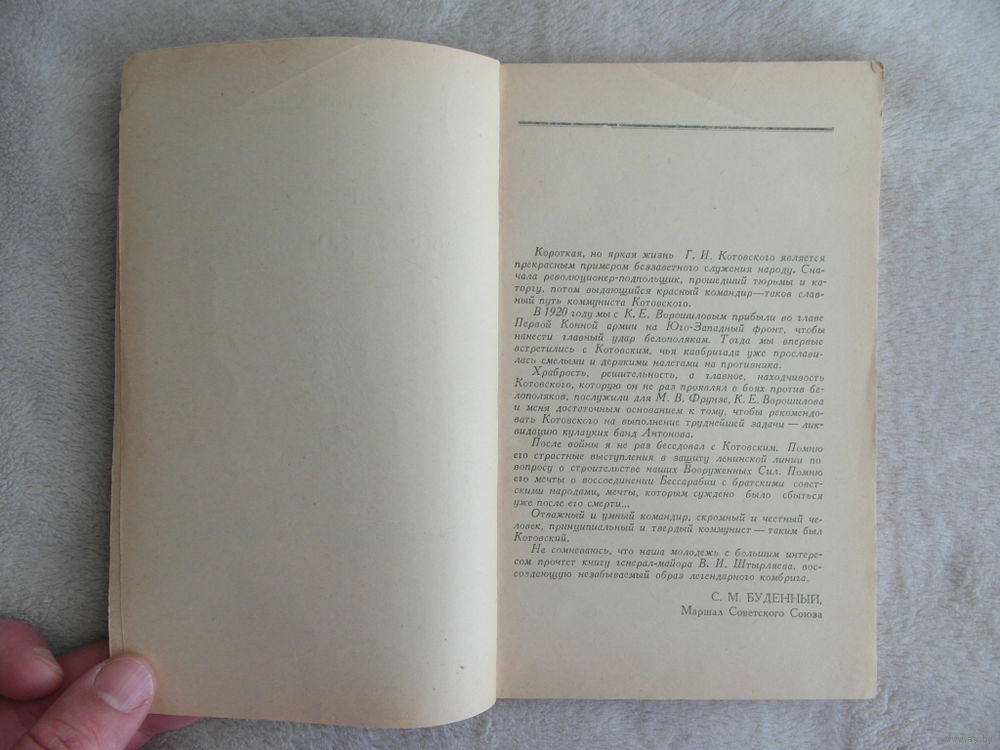 Короткая, но яркая жизнь Г. И. Котовского является
прекрасным примером беззаветного служения народу. Сна-
чала революционер-подпольщик, прошедший тюрьмы и ка-
торгу, потом выдающийся красный командир—таков слав-
ный путь коммуниста Котовского.
В 1920 году мы с К. Е. Ворошиловым прибыли во главе
Первой Конной армии на Юго-Западный фронт, чтобы
нанести главный удар белополякам. Тогда мы впервые
встретились с Котовским, чья кавбригада уже прослави-
лась смелыми и дерзкими налетами на противника.
Храбрость, решительность, а главное, находчивость
Котовского, которую он не раз проявлял в боях против бе-
лополяков, послужили для М. В. Фрунзе, К. Е. Ворошилова
и меня достаточным основанием к тому, чтобы рекомендо-
вать Котовского на выполнение труднейшей задачи — лик-
видацию кулацких банд Антонова.
После войны я не раз беседовал с Котовским. Помню
его страстные выступления в защиту ленинской линии по
вопросу о строительстве наших Вооруженных Сил. Помню
его мечты о воссоединении Бессарабии с братскими совет-
скими народами, мечты, которым суждено было сбыться
уже после его смерти...
Отважный и умный командир, скромный и честный че-
ловек, принципиальный и твердый коммунист — таким был
Котовский.
Не сомневаюсь, что наша молодежь с большим интере-
сом прочтет книгу генерал-майора В. И. Штырляева, вос-
создающую незабываемый образ легендарного комбрига.
С. М. БУДЕННЫЙ,
Маршал Советского Союза